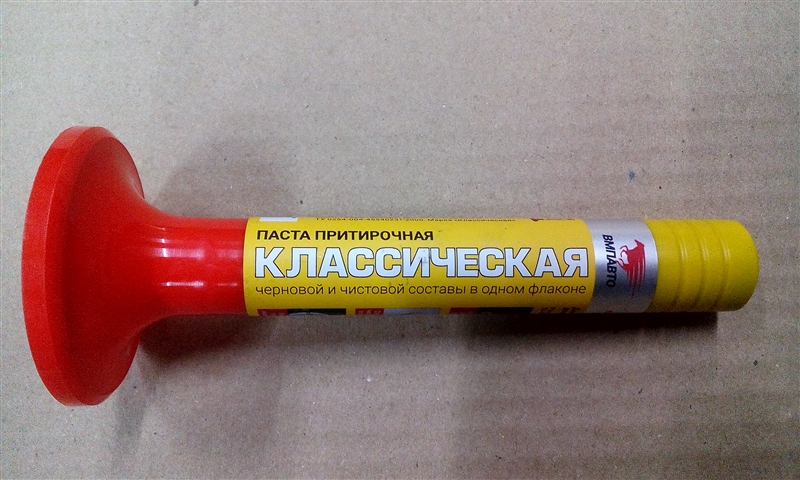 ПАСТА ПРИТИРОЧНАЯ
КЛАССИЧЕСКАЯ
черновой и чистовой составы в одном флаконе
ВМПАВТО